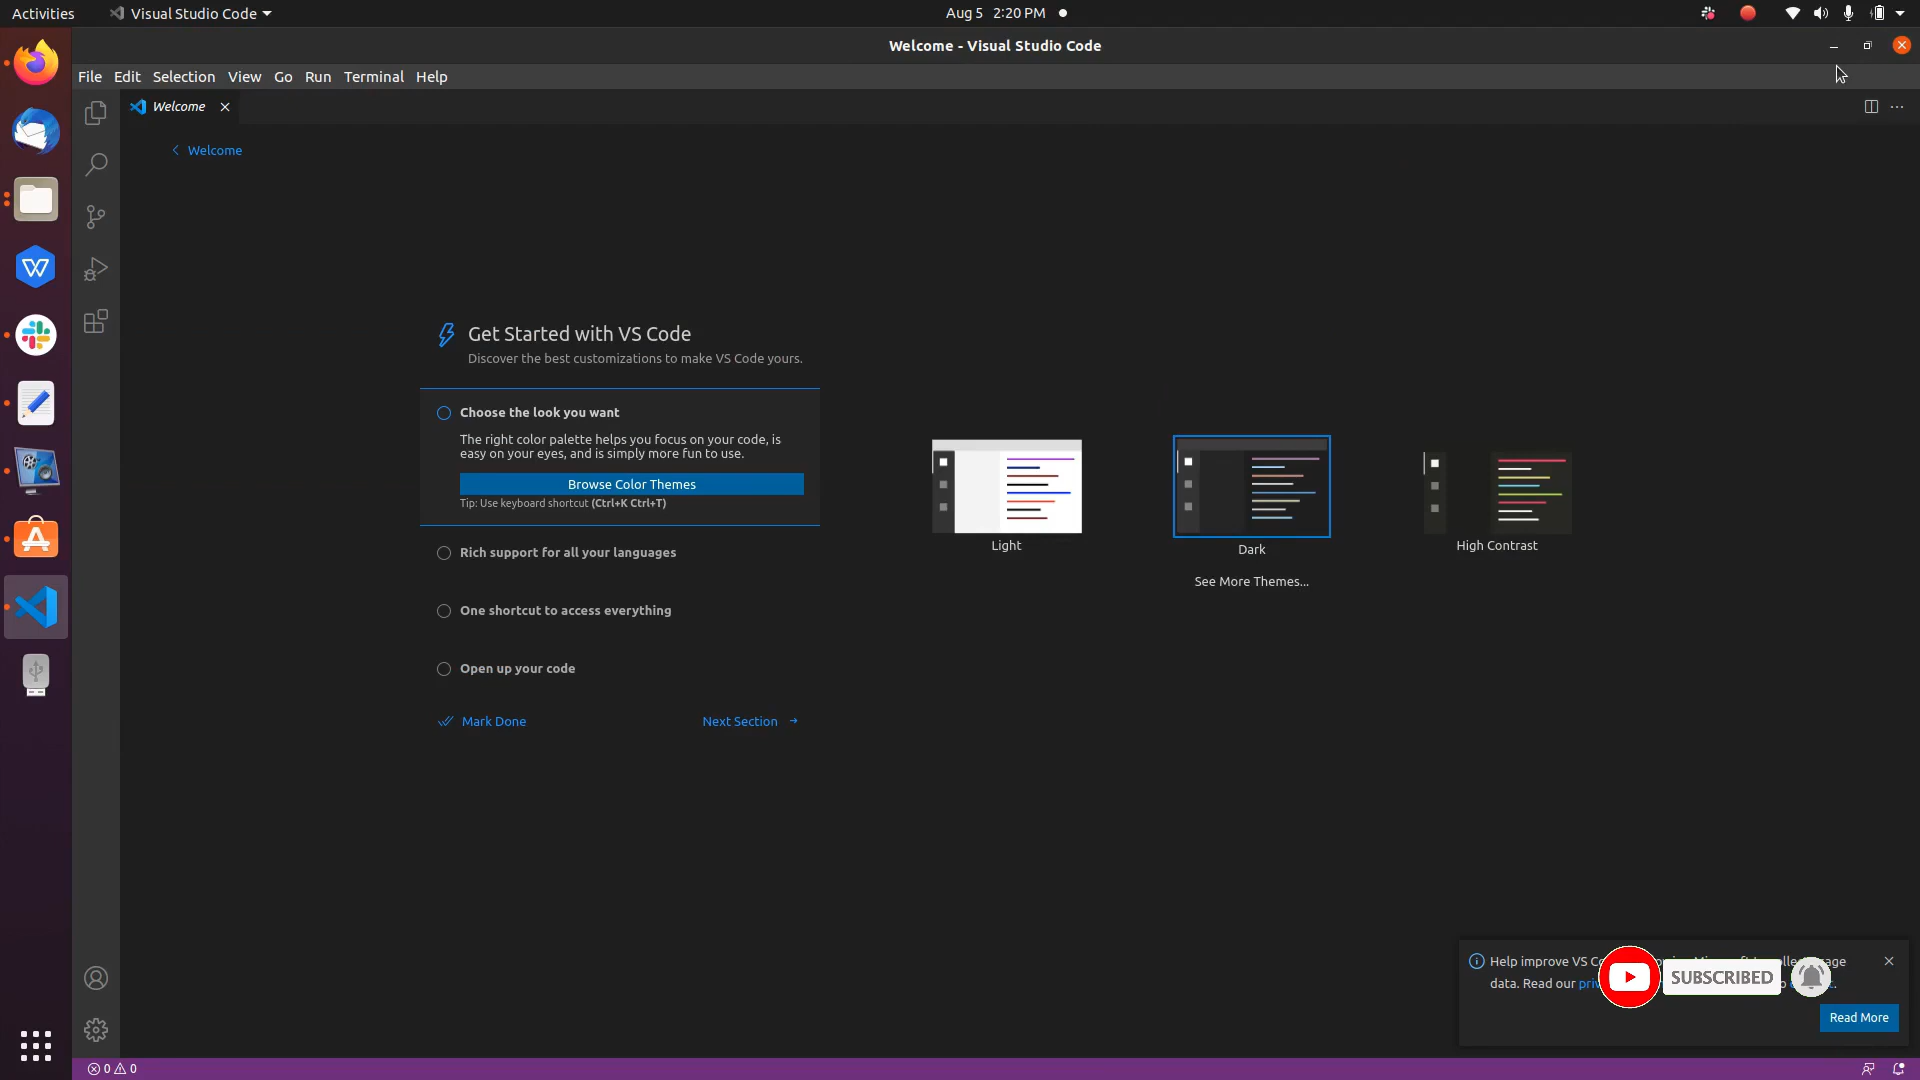 Activities
Visual Studio Code
Aug 5 2:20 PM
Welcome - Visual Studio Code
File Edit Selection View Go Run Terminal Help
Welcome
Welcome
Get Started with VS Code
Discover the best customizations to make VS Code yours.
Choose the look you want
The right color palette helps you focus on your code, is
easy on your eyes, and is simply more fun to use.
Browse Color Themes
Tip: Use keyboard shortcut (Ctrl+K Ctrl+T)
Rich support for all your languages
One shortcut to access everything
Open up your code
Mark Done
Next Section
Light
Dark
High Contrast
See More Themes...
Help improve VS
data. Read our
SUBSCRIBED
Read More
0 0